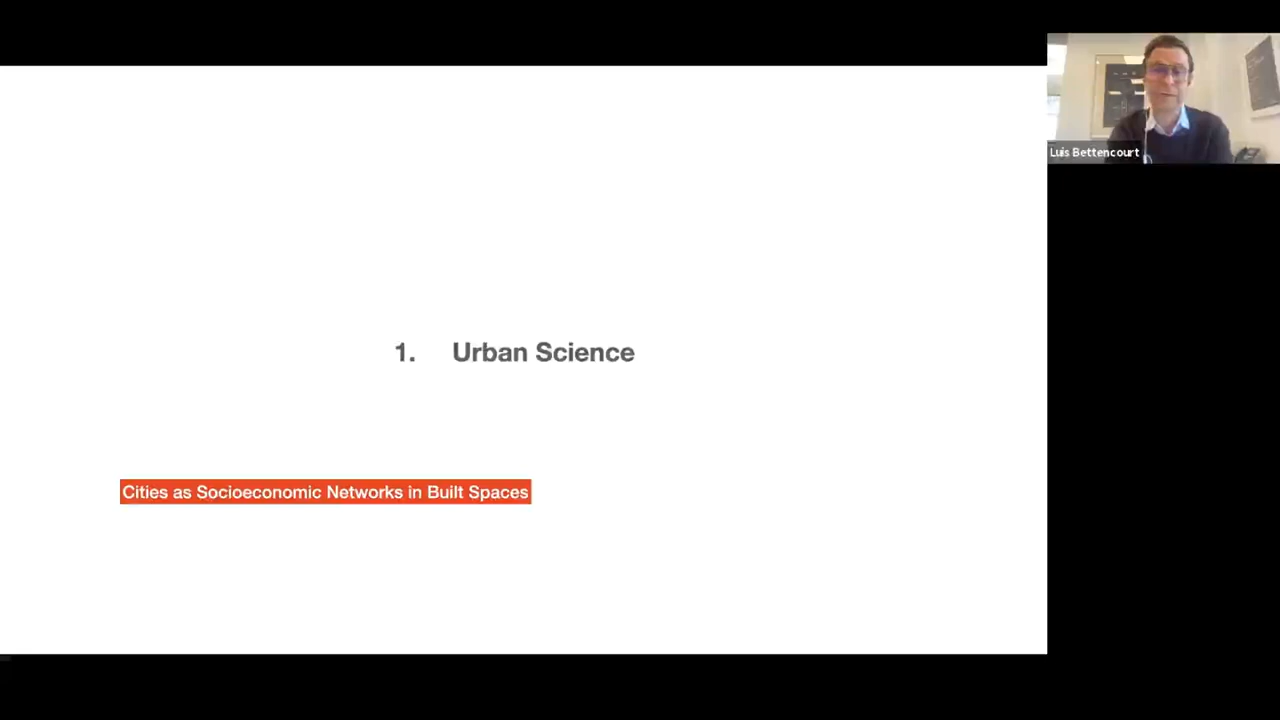 Luis Bettencourt
1. Urban Science
Cities as Socioeconomic Networks in Built Spaces